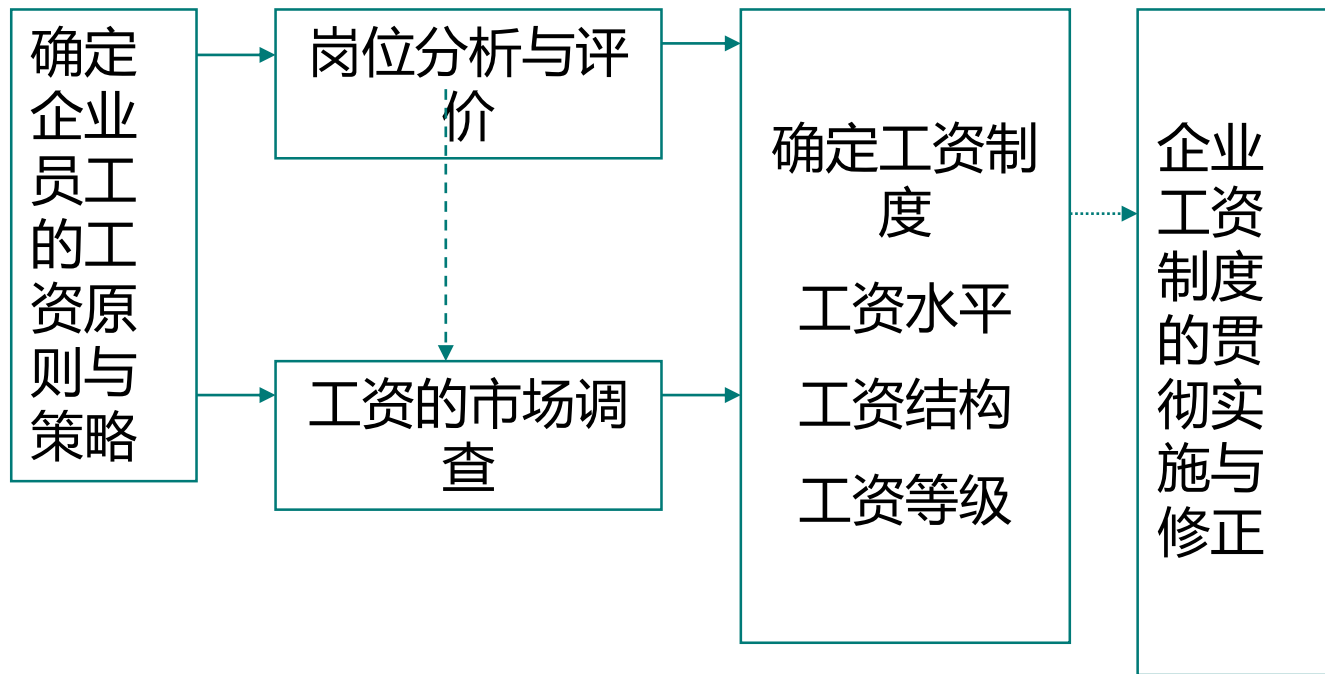 确定
企业
员工
的工
资原
则与
策略
岗位分析与评
价
工资的市场调
查
确定工资制
度
工资水平
工资结构
工资等级
企业
工资
制度
的贯
彻实
施与
修正